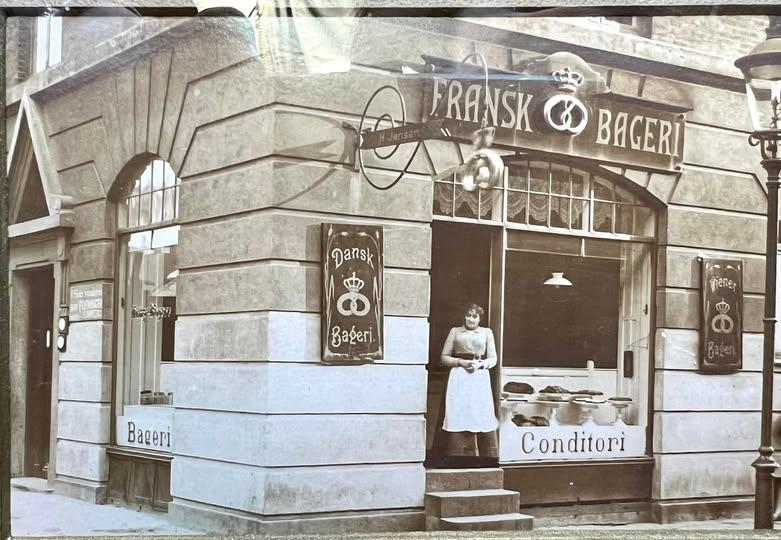 FRANSK BAGERI
H. Jensen
Dansk
Bageri.
Wiener
Bageri.
Bageri
Conditori